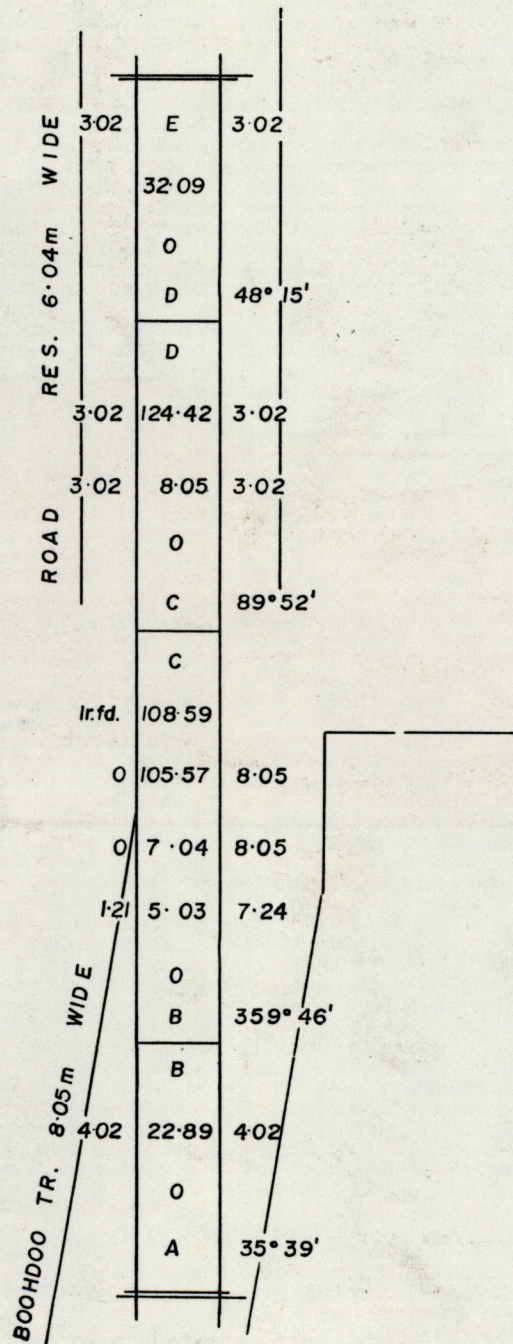 3·02 E 3·02
32·09
O
D 48° 15'
D
3·02 124·42 3·02
3·02 8·05 3·02
O
C 89° 52'
C
Ir.fd. 108·59
O 105·57 8·05
O 7·04 8·05
1·21 5·03 7·24
O
B 359° 46'
B
4·02 22·89 4·02
O
A 35° 39'
ROAD RES. 6·04m WIDE
BOOHDOO TR. 8·05m WIDE